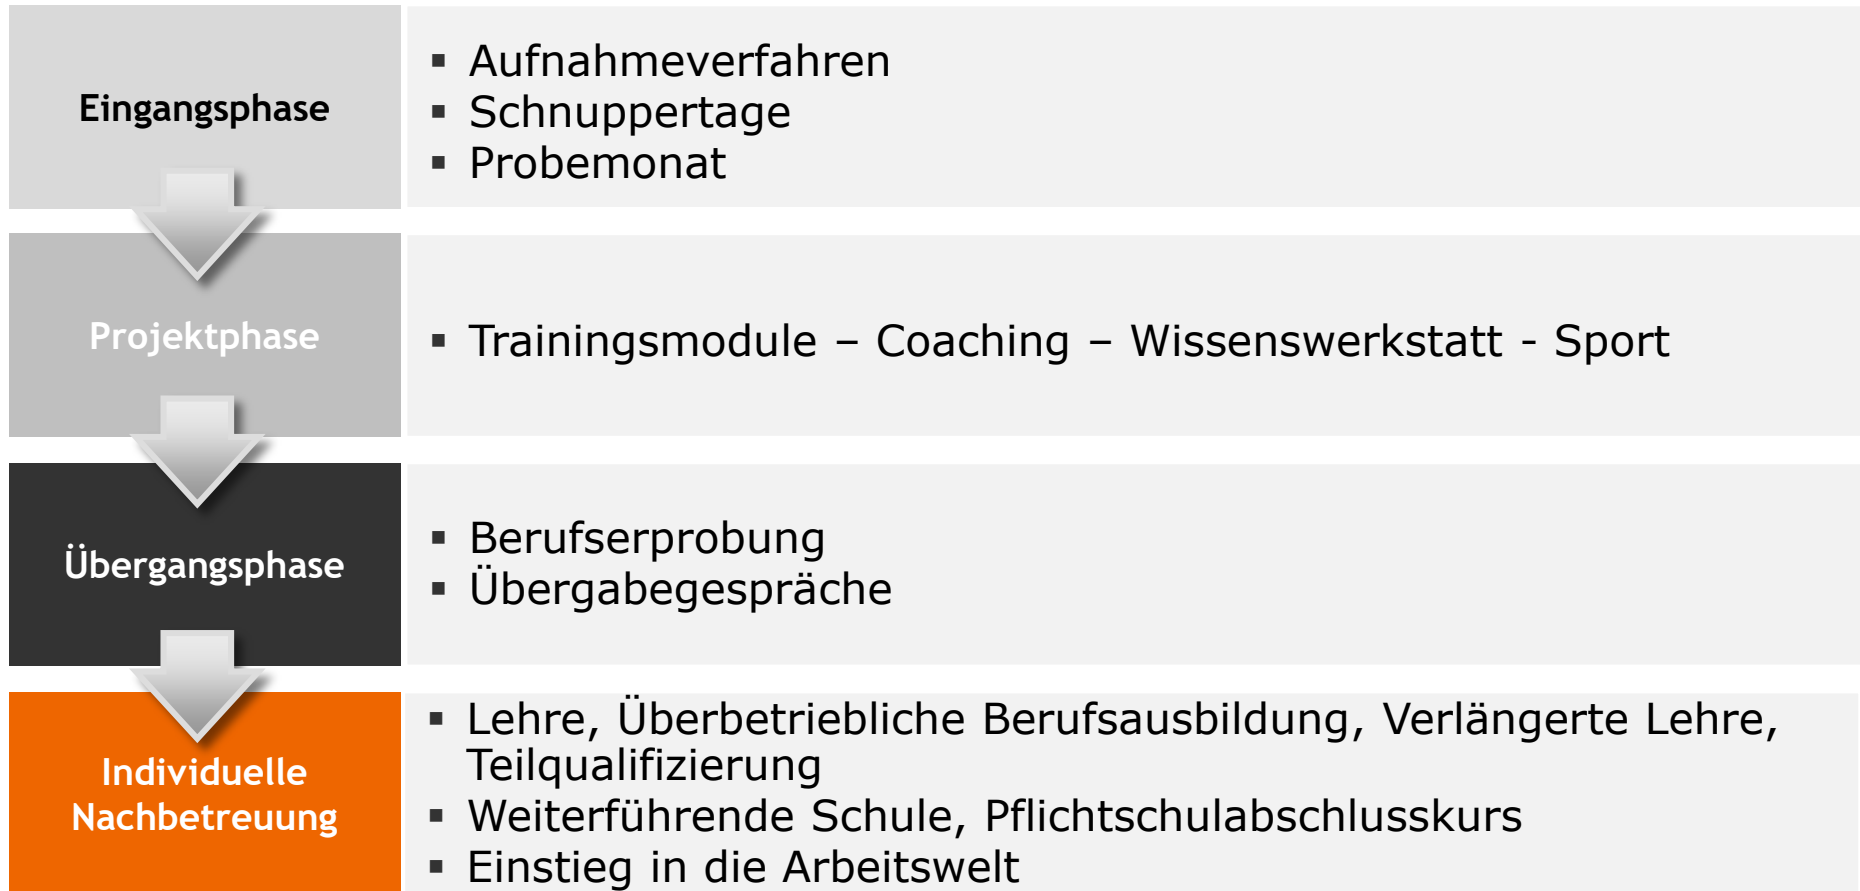 Eingangsphase
▪ Aufnahmeverfahren
▪ Schnuppertage
▪ Probemonat
Projektphase
▪ Trainingsmodule – Coaching – Wissenswerkstatt - Sport
Übergangsphase
▪ Berufserprobung
▪ Übergabegespräche
Individuelle
Nachbetreuung
▪ Lehre, Überbetriebliche Berufsausbildung, Verlängerte Lehre,
Teilqualifizierung
▪ Weiterführende Schule, Pflichtschulabschlusskurs
▪ Einstieg in die Arbeitswelt